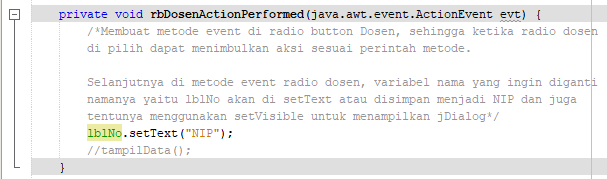 private void rbDosenActionPerformed(java.awt.event.ActionEvent evt) {
/*Membuat metode event di radio button Dosen, sehingga ketika radio dosen
di pilih dapat menimbulkan aksi sesuai perintah metode.
Selanjutnya di metode event radio dosen, variabel nama yang ingin diganti
namanya yaitu lblNo akan di setText atau disimpan menjadi NIP dan juga
tentunya menggunakan setVisible untuk menampilkan jDialog*/
lblNo.setText("NIP");
//tampilData();
}